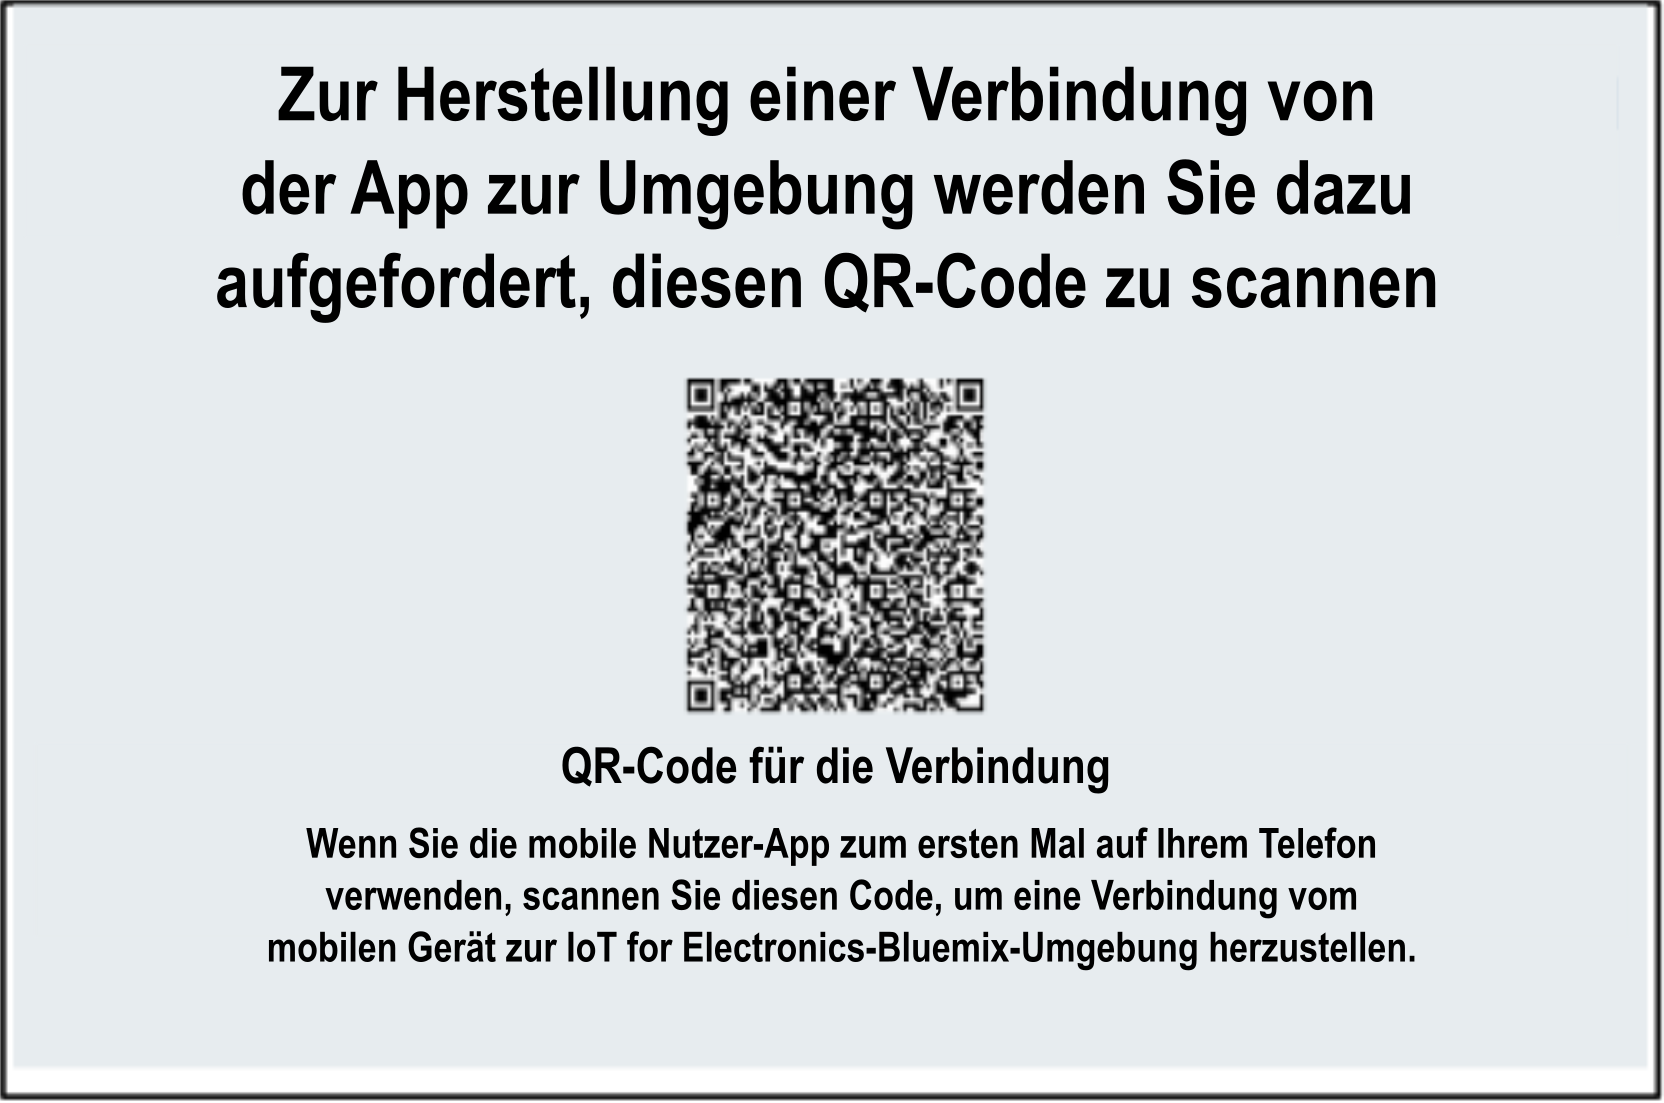 Zur Herstellung einer Verbindung von
der App zur Umgebung werden Sie dazu
aufgefordert, diesen QR-Code zu scannen
QR-Code für die Verbindung
Wenn Sie die mobile Nutzer-App zum ersten Mal auf Ihrem Telefon
verwenden, scannen Sie diesen Code, um eine Verbindung vom
mobilen Gerät zur IoT for Electronics-Bluemix-Umgebung herzustellen.